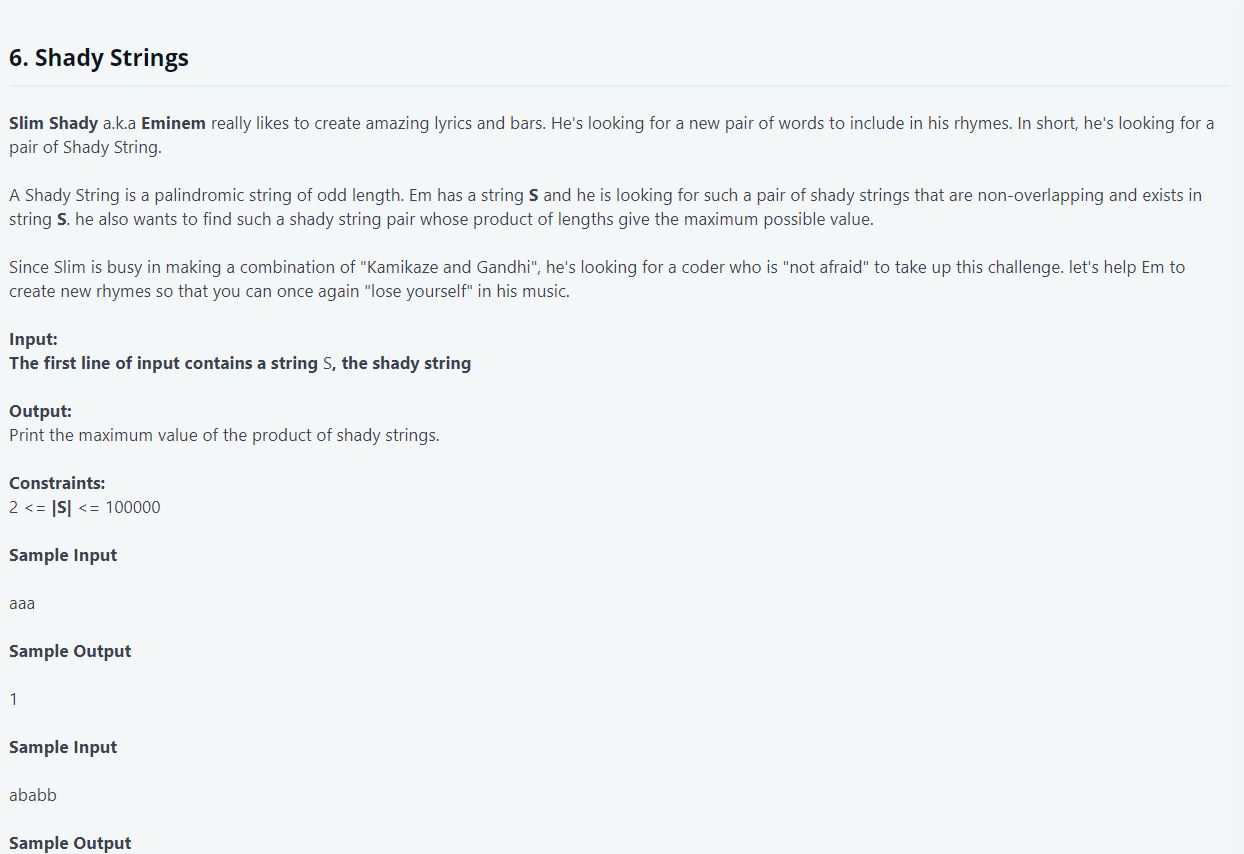 6. Shady Strings
Slim Shady a.k.a Eminem really likes to create amazing lyrics and bars. He's looking for a new pair of words to include in his rhymes. In short, he's looking for a
pair of Shady String.
A Shady String is a palindromic string of odd length. Em has a string S and he is looking for such a pair of shady strings that are non-overlapping and exists in
string S. he also wants to find such a shady string pair whose product of lengths give the maximum possible value.
Since Slim is busy in making a combination of "Kamikaze and Gandhi", he's looking for a coder who is "not afraid" to take up this challenge. let's help Em to
create new rhymes so that you can once again "lose yourself" in his music.
Input:
The first line of input contains a string S, the shady string
Output:
Print the maximum value of the product of shady strings.
Constraints:
2 <= |S| <= 100000
Sample Input
aaa
Sample Output
1
Sample Input
ababb
Sample Output